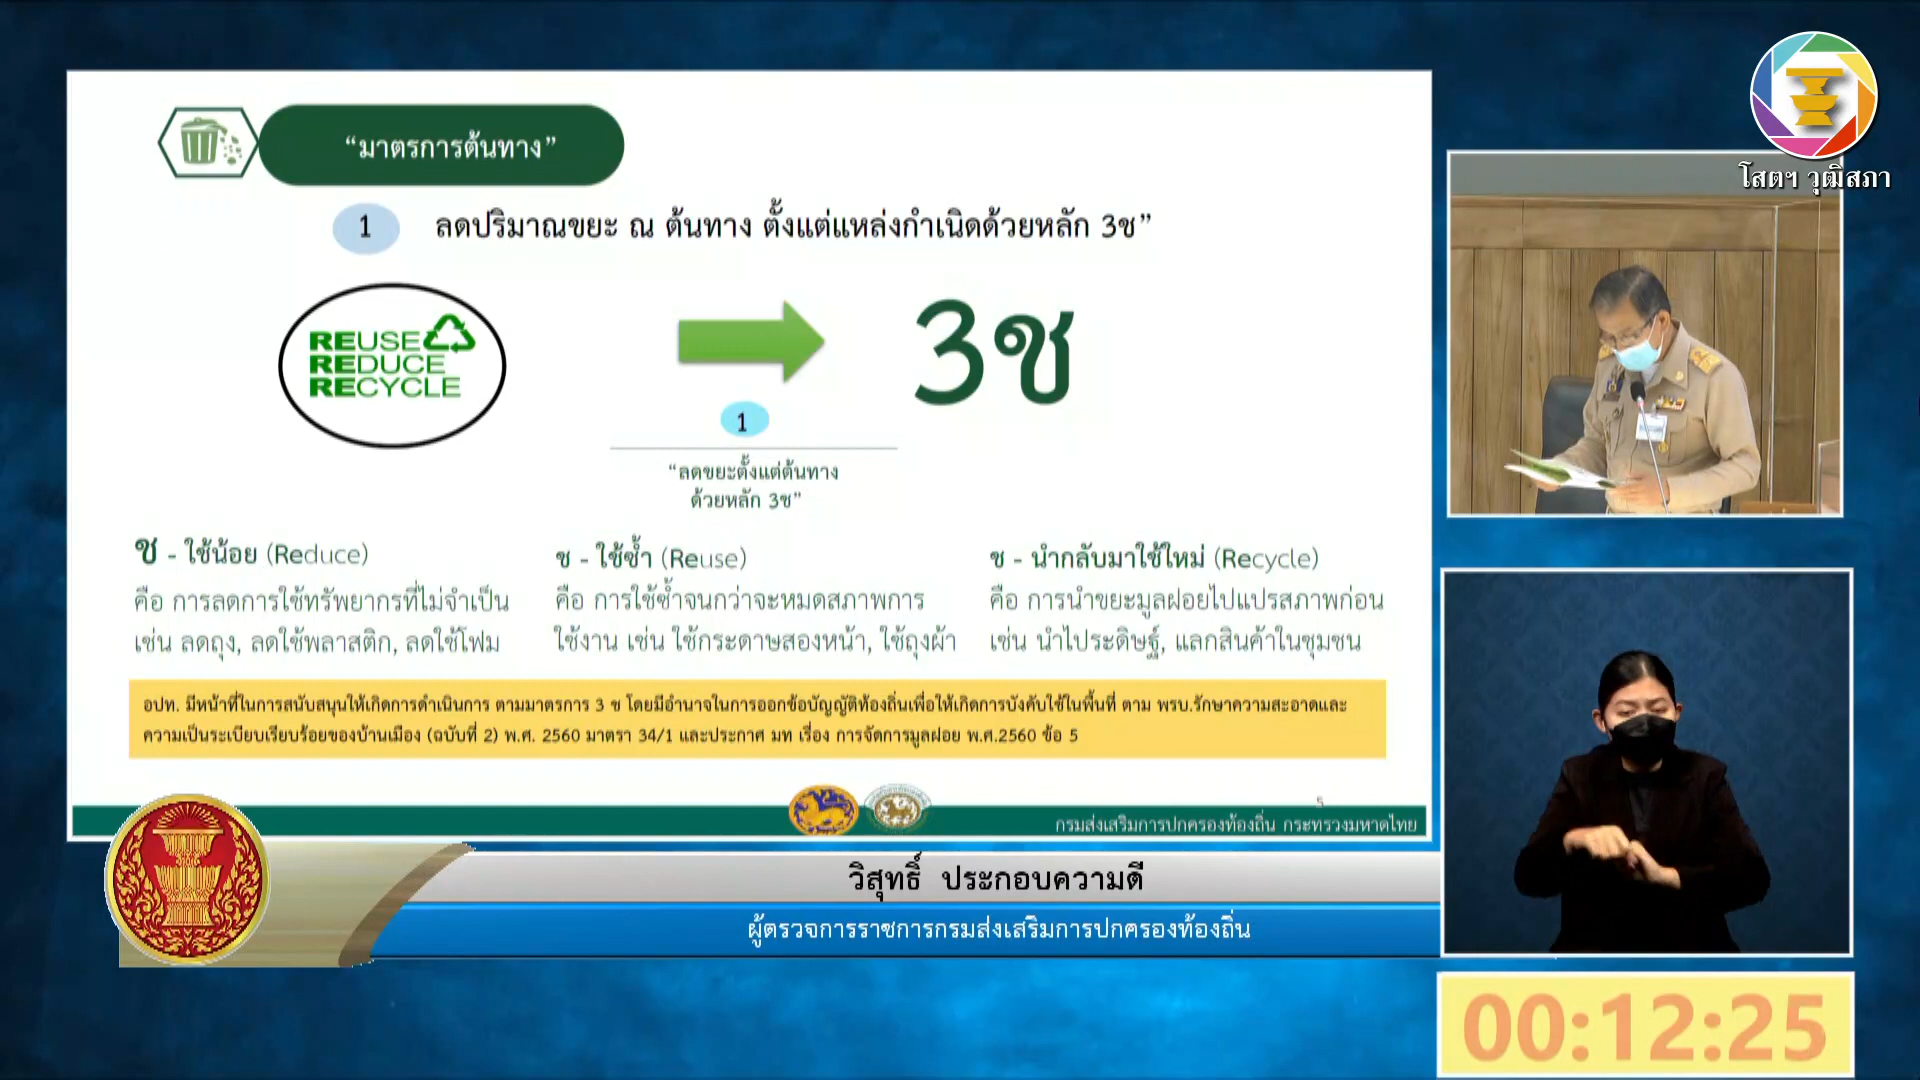 โสตฯ วุฒิสภา
“มาตรการต้นทาง”
1 ลดปริมาณขยะ ณ ต้นทาง ตั้งแต่แหล่งกำเนิดด้วยหลัก 3ช”
REUSE
REDUCE
RECYCLE
3ช
1
“ลดขยะตั้งแต่ต้นทาง
ด้วยหลัก 3ช”
ช - ใช้น้อย (Reduce)
คือ การลดการใช้ทรัพยากรที่ไม่จำเป็น
เช่น ลดถุง, ลดใช้พลาสติก, ลดใช้โฟม
ช - ใช้ซ้ำ (Reuse)
คือ การใช้ซ้ำจนกว่าจะหมดสภาพการ
ใช้งาน เช่น ใช้กระดาษสองหน้า, ใช้ถุงผ้า
ช - นำกลับมาใช้ใหม่ (Recycle)
คือ การนำขยะมูลฝอยไปแปรสภาพก่อน
เช่น นำไปประดิษฐ์, แลกสินค้าในชุมชน
อปท. มีหน้าที่ในการสนับสนุนให้เกิดการดำเนินการ ตามมาตรการ 3 ช โดยมีอำนาจในการออกข้อบัญญัติท้องถิ่นเพื่อให้เกิดการบังคับใช้ในพื้นที่ ตาม พรบ.รักษาความสะอาดและ
ความเป็นระเบียบเรียบร้อยของบ้านเมือง (ฉบับที่ 2) พ.ศ. 2560 มาตรา 34/1 และประกาศ มท เรื่อง การจัดการมูลฝอย พ.ศ.2560 ข้อ 5
5
กรมส่งเสริมการปกครองท้องถิ่น กระทรวงมหาดไทย
วิสุทธิ์ ประกอบความดี
ผู้ตรวจการราชการกรมส่งเสริมการปกครองท้องถิ่น
00:12:25